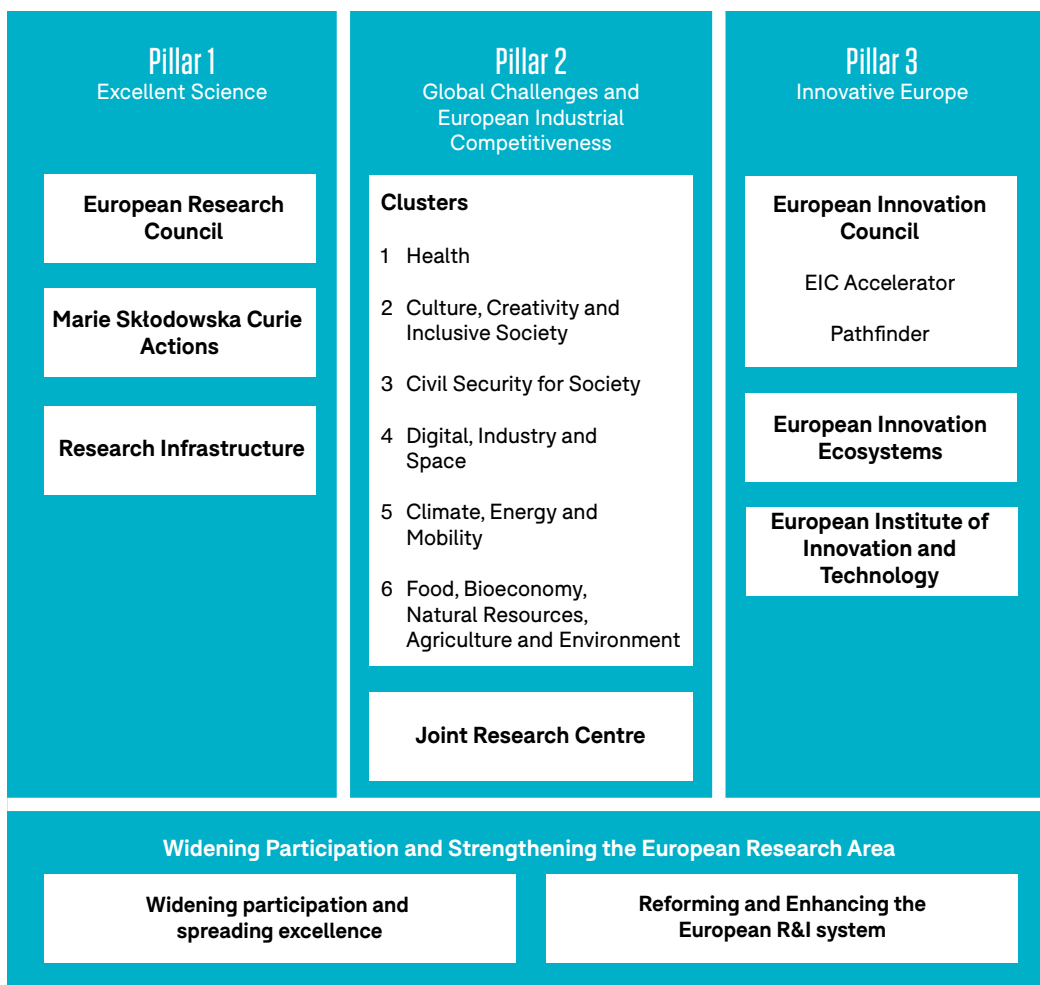 Pillar 1
Excellent Science
European Research
Council
Marie Skłodowska Curie
Actions
Research Infrastructure
Pillar 2
Global Challenges and
European Industrial
Competitiveness
Clusters
1 Health
2 Culture, Creativity and
Inclusive Society
3 Civil Security for Society
4 Digital, Industry and
Space
5 Climate, Energy and
Mobility
6 Food, Bioeconomy,
Natural Resources,
Agriculture and Environment
Joint Research Centre
Pillar 3
Innovative Europe
European Innovation
Council
EIC Accelerator
Pathfinder
European Innovation
Ecosystems
European Institute of
Innovation and
Technology
Widening Participation and Strengthening the European Research Area
Widening participation and
spreading excellence
Reforming and Enhancing the
European R&I system